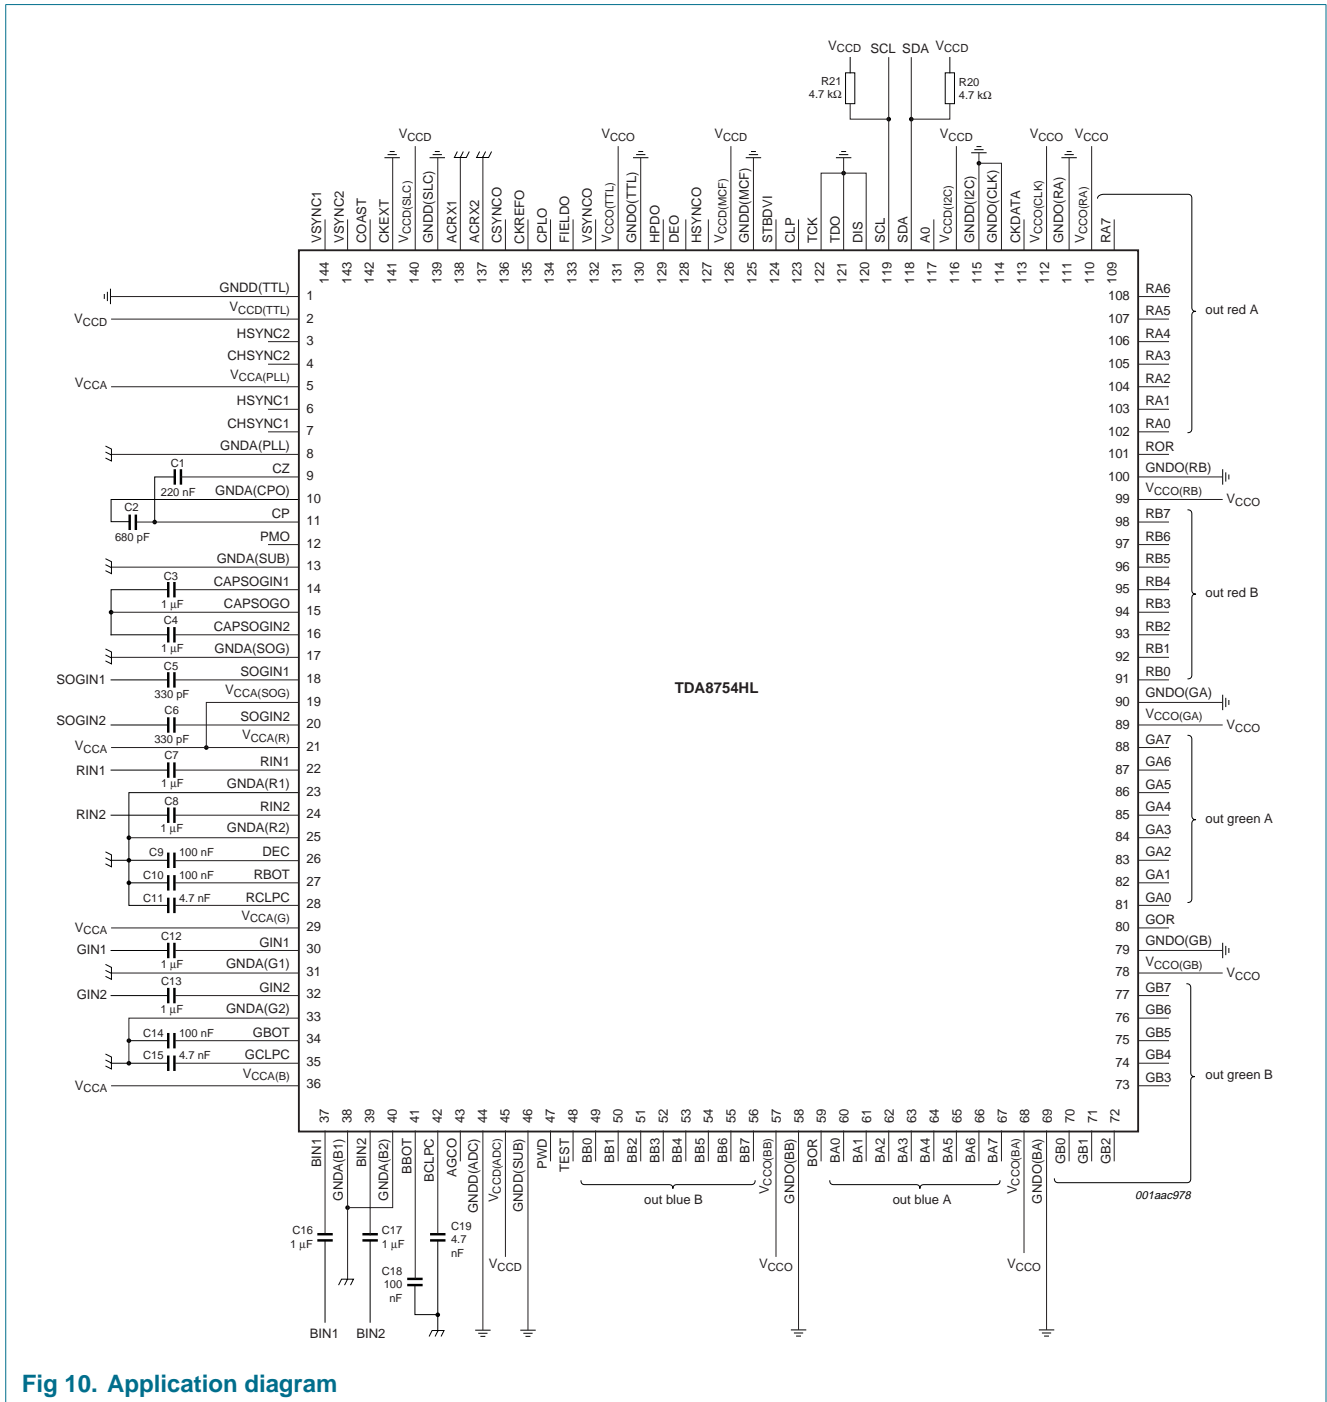 VCCD SCL SDA VCCD
R21
4.7 kΩ
R20
4.7 kΩ
VCCD
VCCO
VCCD
VCCD
VCCO
VCCO
VSYNC1
VSYNC2
COAST
CKEXT
VCCD(SLC)
GNDD(SLC)
ACRX1
ACRX2
CSYNCO
CKREFO
CPLO
FIELDO
VSYNCO
VCCO(TTL)
GNDO(TTL)
HPDO
DEO
HSYNCO
VCCD(MCF)
GNDD(MCF)
STBDVI
CLP
TCK
TDO
DIS
SCL
SDA
A0
VCCD(I2C)
GNDD(I2C)
GNDO(CLK)
CKDATA
VCCO(CLK)
GNDO(RA)
VCCO(RA)
RA7
144 143 142 141 140 139 138 137 136 135 134 133 132 131 130 129 128 127 126 125 124 123 122 121 120 119 118 117 116 115 114 113 112 111 110 109
GNDD(TTL) 1
VCCD VCCD(TTL) 2
HSYNC2 3
CHSYNC2 4
VCCA VCCA(PLL) 5
HSYNC1 6
CHSYNC1 7
GNDA(PLL) 8
C1 220 nF CZ 9
GNDA(CPO) 10
C2 680 pF CP 11
PMO 12
GNDA(SUB) 13
C3 1 μF CAPSOGIN1 14
CAPSOGO 15
C4 1 μF CAPSOGIN2 16
GNDA(SOG) 17
SOGIN1 C5 330 pF SOGIN1 18
VCCA(SOG) 19
SOGIN2 C6 330 pF SOGIN2 20
VCCA VCCA(R) 21
RIN1 C7 1 μF RIN1 22
GNDA(R1) 23
RIN2 C8 1 μF RIN2 24
GNDA(R2) 25
C9 100 nF DEC 26
C10 100 nF RBOT 27
C11 4.7 nF RCLPC 28
VCCA VCCA(G) 29
GIN1 C12 1 μF GIN1 30
GNDA(G1) 31
GIN2 C13 1 μF GIN2 32
GNDA(G2) 33
C14 100 nF GBOT 34
C15 4.7 nF GCLPC 35
VCCA VCCA(B) 36
TDA8754HL
108 RA6
107 RA5
106 RA4
105 RA3
104 RA2
103 RA1
102 RA0
out red A
101 ROR
100 GNDO(RB)
99 VCCO(RB) VCCO
98 RB7
97 RB6
96 RB5
95 RB4
94 RB3
93 RB2
92 RB1
91 RB0
out red B
90 GNDO(GA)
89 VCCO(GA) VCCO
88 GA7
87 GA6
86 GA5
85 GA4
84 GA3
83 GA2
82 GA1
81 GA0
out green A
80 GOR
79 GNDO(GB)
78 VCCO(GB) VCCO
77 GB7
76 GB6
75 GB5
74 GB4
73 GB3
out green B
37 38 39 40 41 42 43 44 45 46 47 48 49 50 51 52 53 54 55 56 57 58 59 60 61 62 63 64 65 66 67 68 69 70 71 72
BIN1
GNDA(B1)
BIN2
GNDA(B2)
BBOT
BCLPC
AGCO
GNDD(ADC)
VCCD(ADC)
GNDD(SUB)
PWD
TEST
BB0
BB1
BB2
BB3
BB4
BB5
BB6
BB7
VCCO(BB)
GNDO(BB)
BOR
BA0
BA1
BA2
BA3
BA4
BA5
BA6
BA7
VCCO(BA)
GNDO(BA)
GB0
GB1
GB2
out blue B
out blue A
001aac978
C16
1 μF
C17
1 μF
C18
100
nF
C19
4.7
nF
VCCD
VCCO
VCCO
BIN1
BIN2
Fig 10. Application diagram